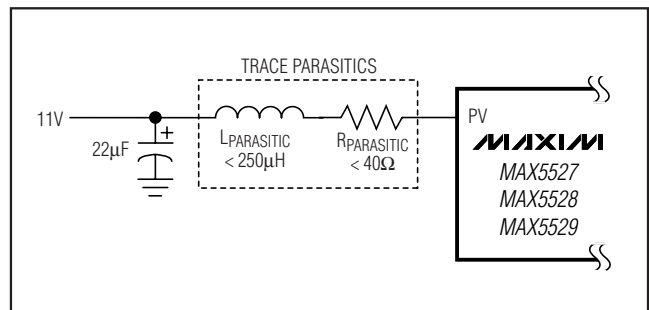 TRACE PARASITICS
11V
+
22µF
LPARASITIC
< 250µH
RPARASITIC
< 40Ω
PV
MAXIM
MAX5527
MAX5528
MAX5529